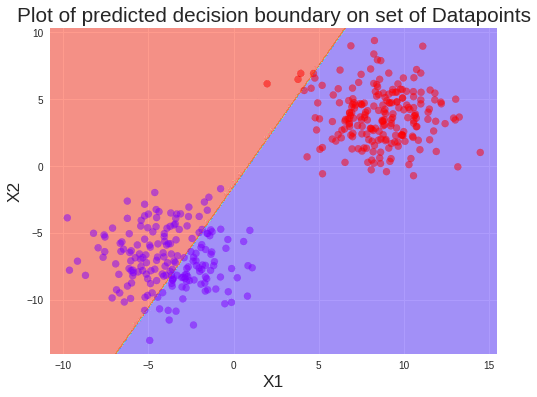 Plot of predicted decision boundary on set of Datapoints
10
5
0
−5
−10
X2
−10 −5 0 5 10 15
X1